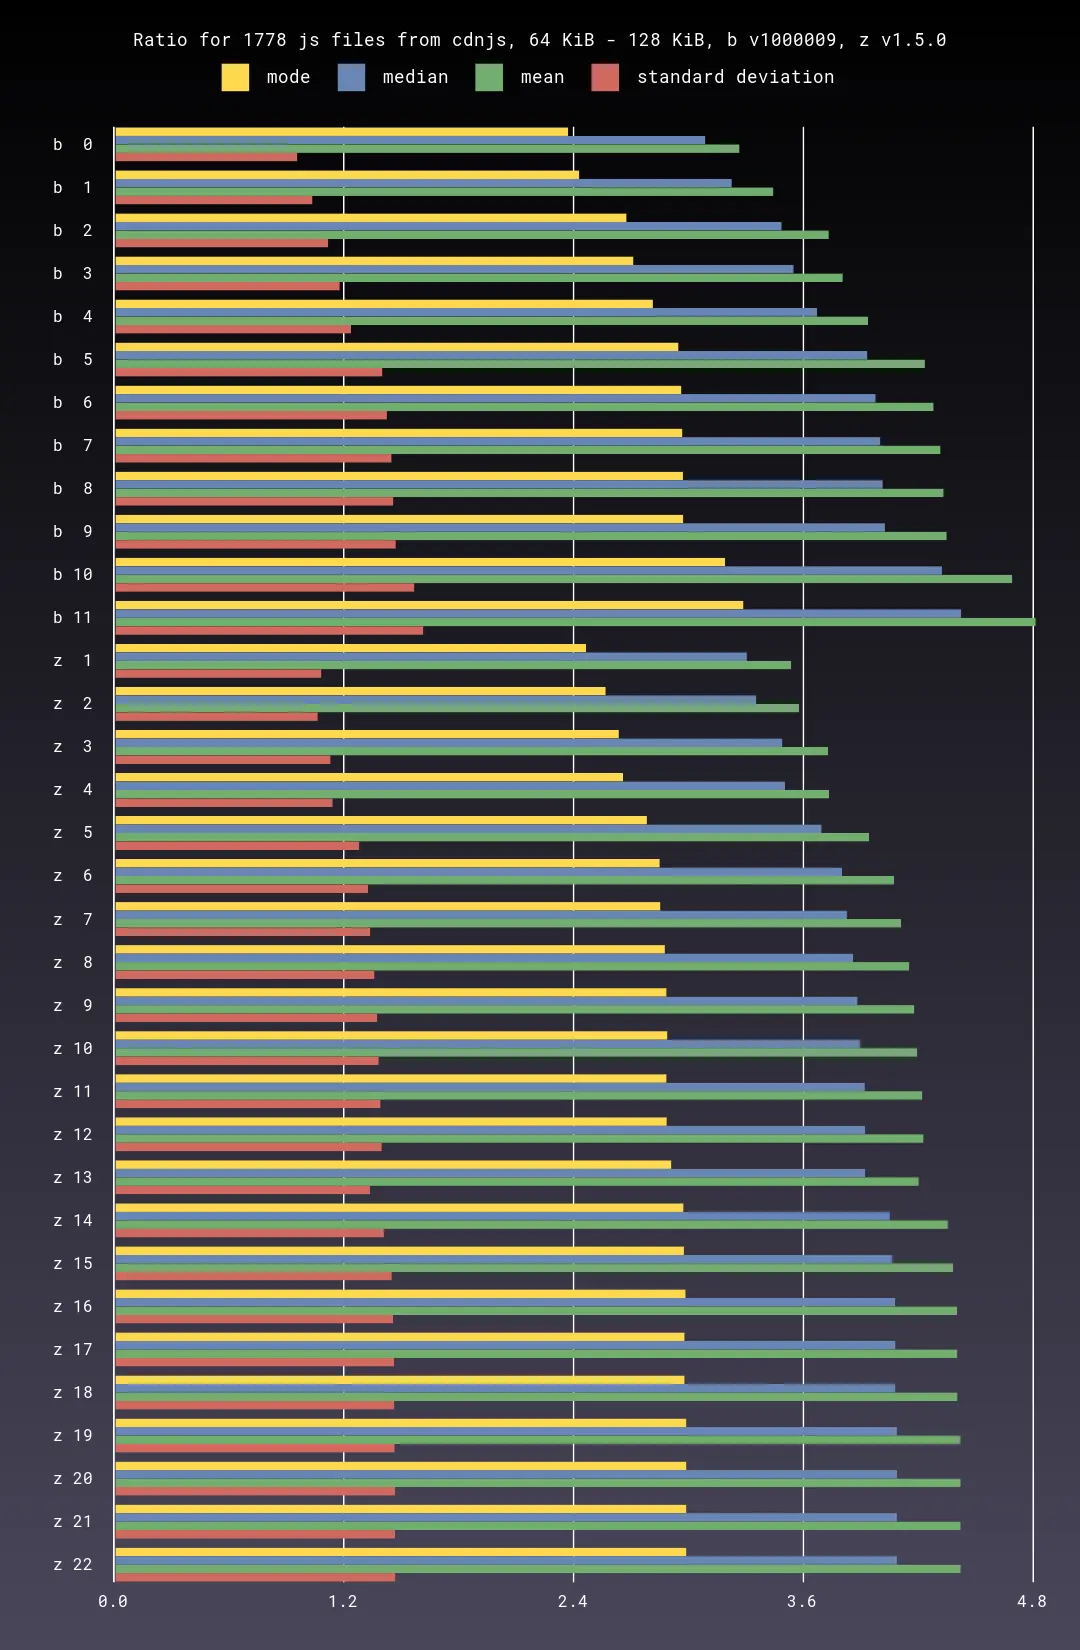 Ratio for 1778 js files from cdnjs, 64 KiB - 128 KiB, b v1000009, z v1.5.0
mode median mean standard deviation
b 0
b 1
b 2
b 3
b 4
b 5
b 6
b 7
b 8
b 9
b 10
b 11
z 1
z 2
z 3
z 4
z 5
z 6
z 7
z 8
z 9
z 10
z 11
z 12
z 13
z 14
z 15
z 16
z 17
z 18
z 19
z 20
z 21
z 22
0.0 1.2 2.4 3.6 4.8